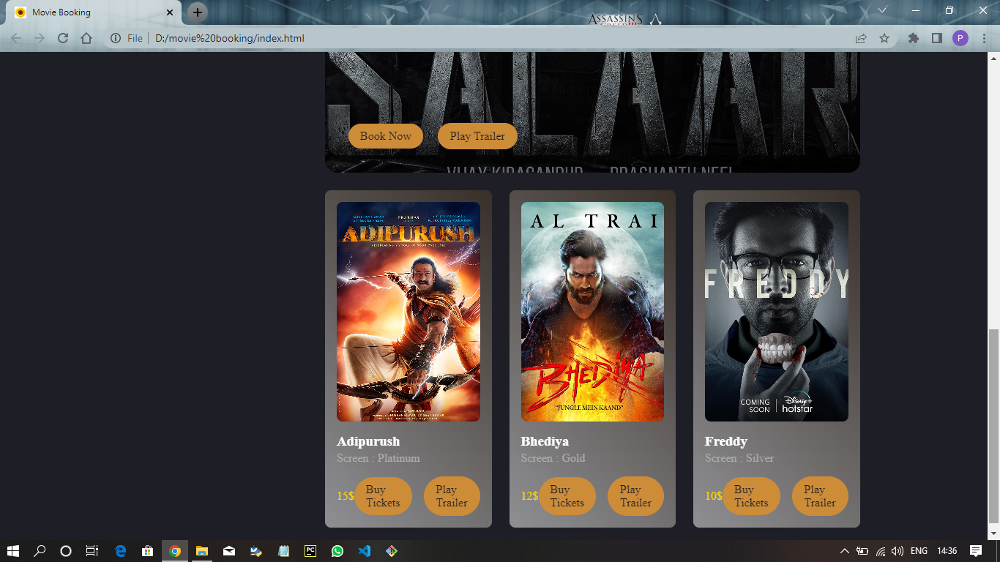 Movie Booking
ASSASSINS
File
D:/movie%20booking/index.html
P
SALAAR
Book Now
Play Trailer
VIJAY KIRAGANDUR PRASHANTH NEEL
PRABHAS
ADIPURUSH
AL TRAI
BHEDIYA
"JUNGLE MEIN KAAND"
FREDDY
COMING
SOON
Disney+
hotstar
Adipurush
Screen : Platinum
15$
Buy
Tickets
Play
Trailer
Bhediya
Screen : Gold
12$
Buy
Tickets
Play
Trailer
Freddy
Screen : Silver
10$
Buy
Tickets
Play
Trailer
PC
ENG
14:36